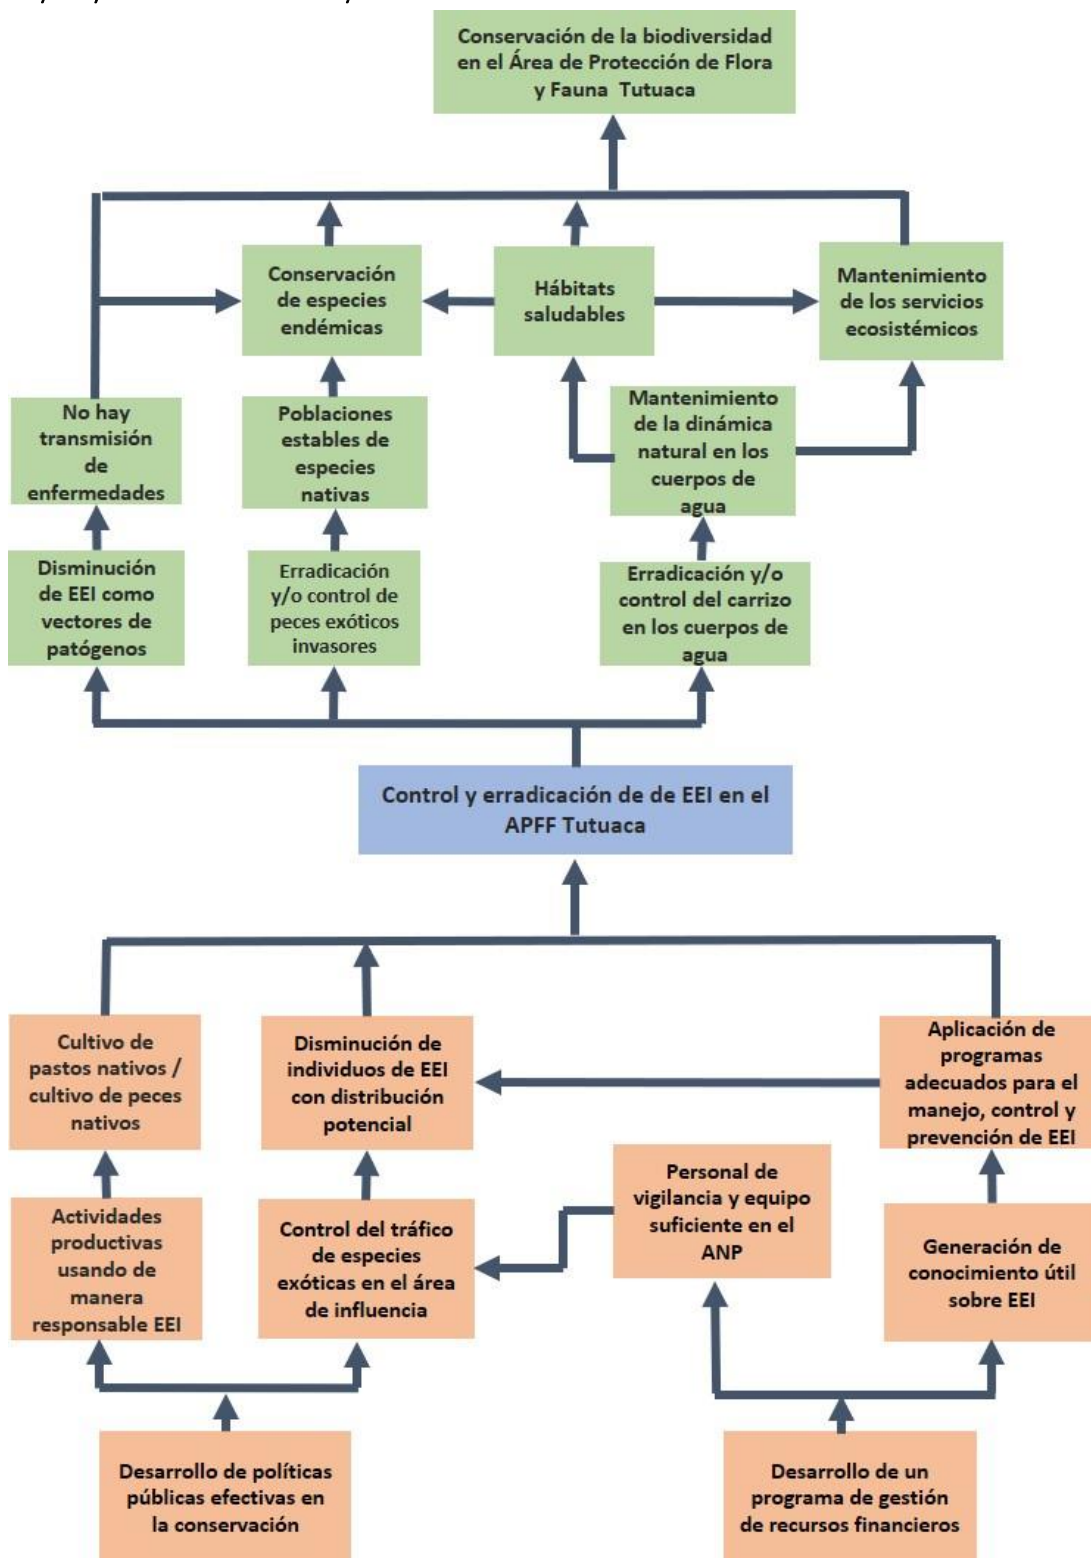 Conservación de la biodiversidad
en el Área de Protección de Flora
y Fauna Tutuaca
Conservación
de especies
endémicas
Hábitats
saludables
Mantenimiento
de los servicios
ecosistémicos
No hay
transmisión
de
enfermedades
Poblaciones
estables de
especies
nativas
Mantenimiento
de la dinámica
natural en los
cuerpos de
agua
Disminución
de EEI como
vectores de
patógenos
Erradicación
y/o control de
peces exóticos
invasores
Erradicación y/o
control del carrizo
en los cuerpos de
agua
Control y erradicación de de EEI en el
APFF Tutuaca
Cultivo de
pastos nativos /
cultivo de peces
nativos
Disminución de
individuos de EEI
con distribución
potencial
Aplicación de
programas
adecuados para el
manejo, control y
prevención de EEI
Actividades
productivas
usando de
manera
responsable EEI
Control del tráfico
de especies
exóticas en el área
de influencia
Personal de
vigilancia y equipo
suficiente en el
ANP
Generación de
conocimiento útil
sobre EEI
Desarrollo de políticas
públicas efectivas en
la conservación
Desarrollo de un
programa de gestión
de recursos financieros